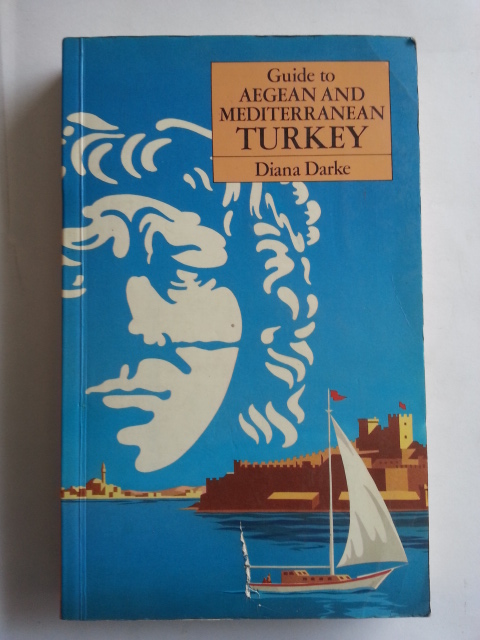 Guide to
AEGEAN AND
MEDITERRANEAN
TURKEY
Diana Darke